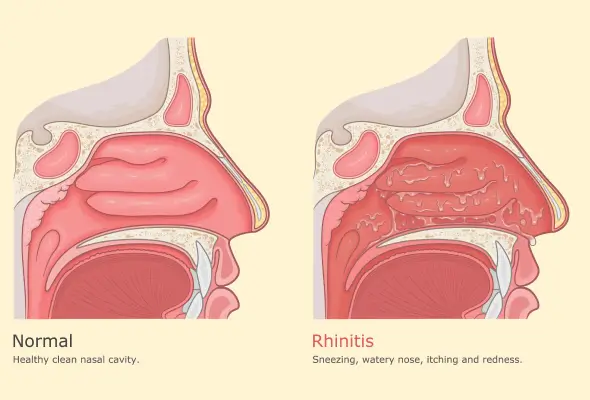 Normal
Healthy clean nasal cavity.
Rhinitis
Sneezing, watery nose, itching and redness.